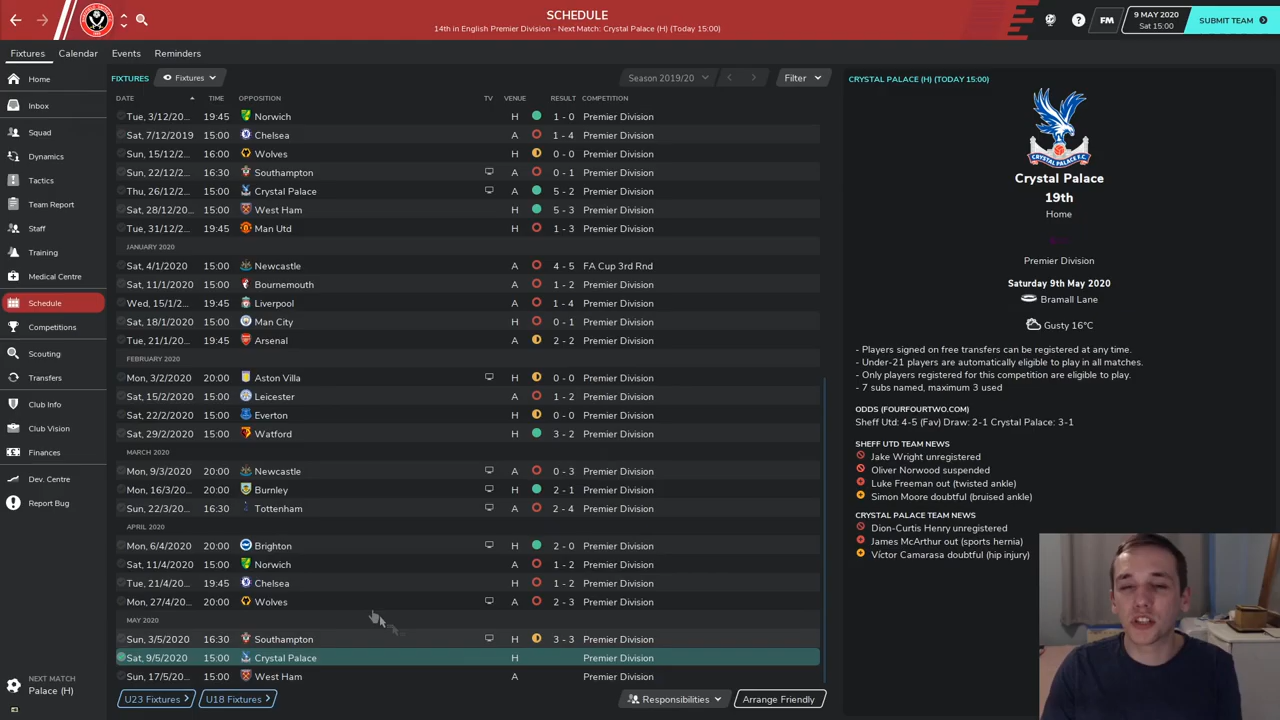 SCHEDULE
14th in English Premier Division - Next Match: Crystal Palace (H) (Today 15:00)
FM
9 MAY 2020
Sat 15:00
SUBMIT TEAM
Fixtures Calendar Events Reminders
Home
Inbox
Squad
Dynamics
Tactics
Team Report
Staff
Training
Medical Centre
Schedule
Competitions
Scouting
Transfers
Club Info
Club Vision
Finances
Dev. Centre
Report Bug
NEXT MATCH
Palace (H)
FIXTURES Fixtures Season 2019/20 Filter
DATE TIME OPPOSITION TV VENUE RESULT COMPETITION
Tue, 3/12/20... 19:45 Norwich H 1 - 0 Premier Division
Sat, 7/12/2019 15:00 Chelsea A 1 - 4 Premier Division
Sun, 15/12/2... 16:00 Wolves H 0 - 0 Premier Division
Sun, 22/12/... 16:30 Southampton A 0 - 1 Premier Division
Thu, 26/12/... 15:00 Crystal Palace A 5 - 2 Premier Division
Sat, 28/12/20... 15:00 West Ham H 5 - 3 Premier Division
Tue, 31/12/... 19:45 Man Utd H 1 - 3 Premier Division
JANUARY 2020
Sat, 4/1/2020 15:00 Newcastle A 4 - 5 FA Cup 3rd Rnd
Sat, 11/1/2020 15:00 Bournemouth A 1 - 2 Premier Division
Wed, 15/1/2... 19:45 Liverpool A 1 - 4 Premier Division
Sat, 18/1/2020 15:00 Man City H 0 - 1 Premier Division
Tue, 21/1/2... 19:45 Arsenal A 2 - 2 Premier Division
FEBRUARY 2020
Mon, 3/2/2020 20:00 Aston Villa H 0 - 0 Premier Division
Sat, 15/2/2020 15:00 Leicester A 1 - 2 Premier Division
Sat, 22/2/2020 15:00 Everton H 0 - 0 Premier Division
Sat, 29/2/2020 15:00 Watford H 3 - 2 Premier Division
MARCH 2020
Mon, 9/3/2020 20:00 Newcastle A 0 - 3 Premier Division
Mon, 16/3/20... 20:00 Burnley H 2 - 1 Premier Division
Sun, 22/3/20... 16:30 Tottenham A 2 - 4 Premier Division
APRIL 2020
Mon, 6/4/2020 20:00 Brighton H 2 - 0 Premier Division
Sat, 11/4/2020 15:00 Norwich A 1 - 2 Premier Division
Tue, 21/4/2020 19:45 Chelsea H 1 - 2 Premier Division
Mon, 27/4/20... 20:00 Wolves A 2 - 3 Premier Division
MAY 2020
Sun, 3/5/2020 16:30 Southampton H 3 - 3 Premier Division
Sat, 9/5/2020 15:00 Crystal Palace H Premier Division
Sun, 17/5/20... 15:00 West Ham A Premier Division
U23 Fixtures U18 Fixtures Responsibilities Arrange Friendly
CRYSTAL PALACE (H) (TODAY 15:00)
Crystal Palace
19th
Home
Premier Division
Saturday 9th May 2020
Bramall Lane
Gusty 16°C
- Players signed on free transfers can be registered at any time.
- Under-21 players are automatically eligible to play in all matches.
- Only players registered for this competition are eligible to play.
- 7 subs named, maximum 3 used
ODDS (FOURFOURTWO.COM)
Sheff Utd: 4-5 (Fav) Draw: 2-1 Crystal Palace: 3-1
SHEFF UTD TEAM NEWS
Jake Wright unregistered
Oliver Norwood suspended
Luke Freeman out (twisted ankle)
Simon Moore doubtful (bruised ankle)
CRYSTAL PALACE TEAM NEWS
Dion-Curtis Henry unregistered
James McArthur out (sports hernia)
Víctor Camarasa doubtful (hip injury)